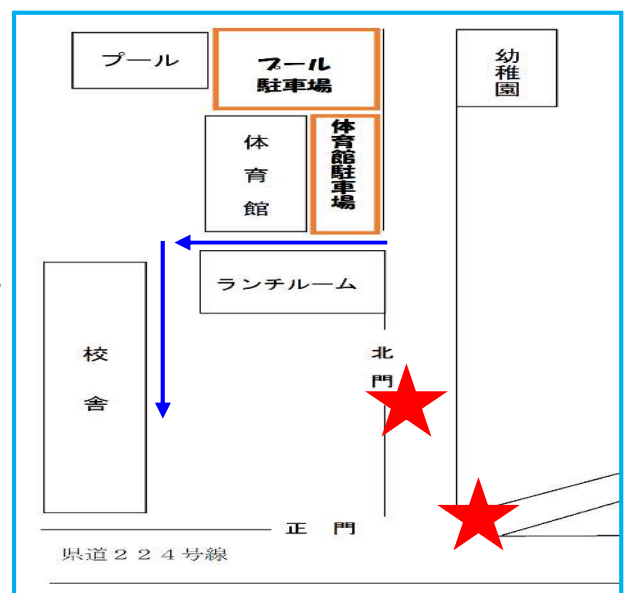 プール
プール
駐車場
幼稚園
体育館
体育館駐車場
ランチルーム
校舎
北門
正門
県道２２４号線